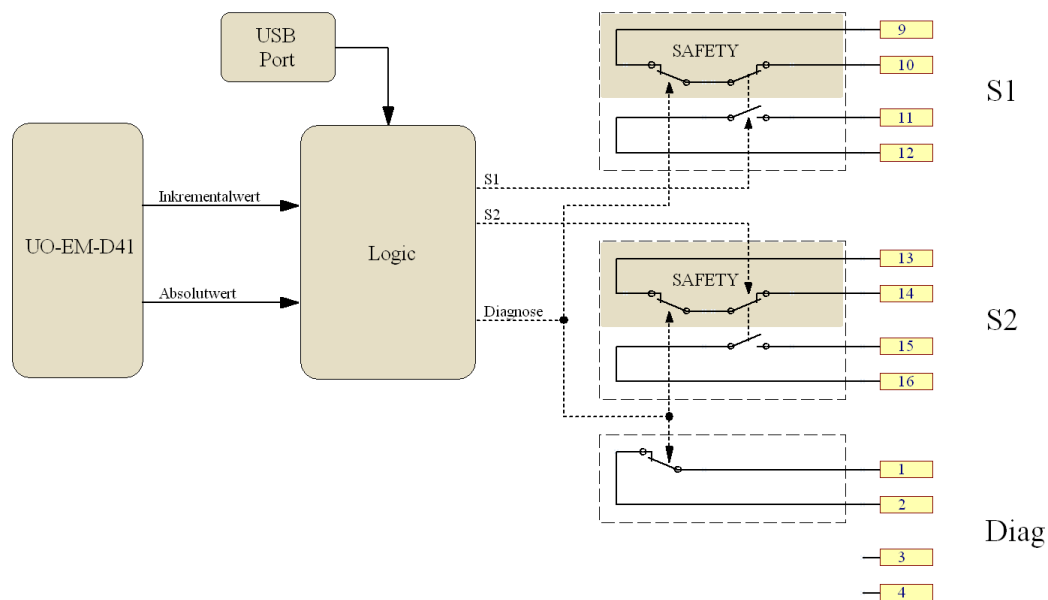 USB
Port
UO-EM-D41
Inkrementalwert
Absolutwert
Logic
S1
S2
Diagnose
SAFETY
9
10
11
12
S1
SAFETY
13
14
15
16
S2
1
2
Diag
3
4